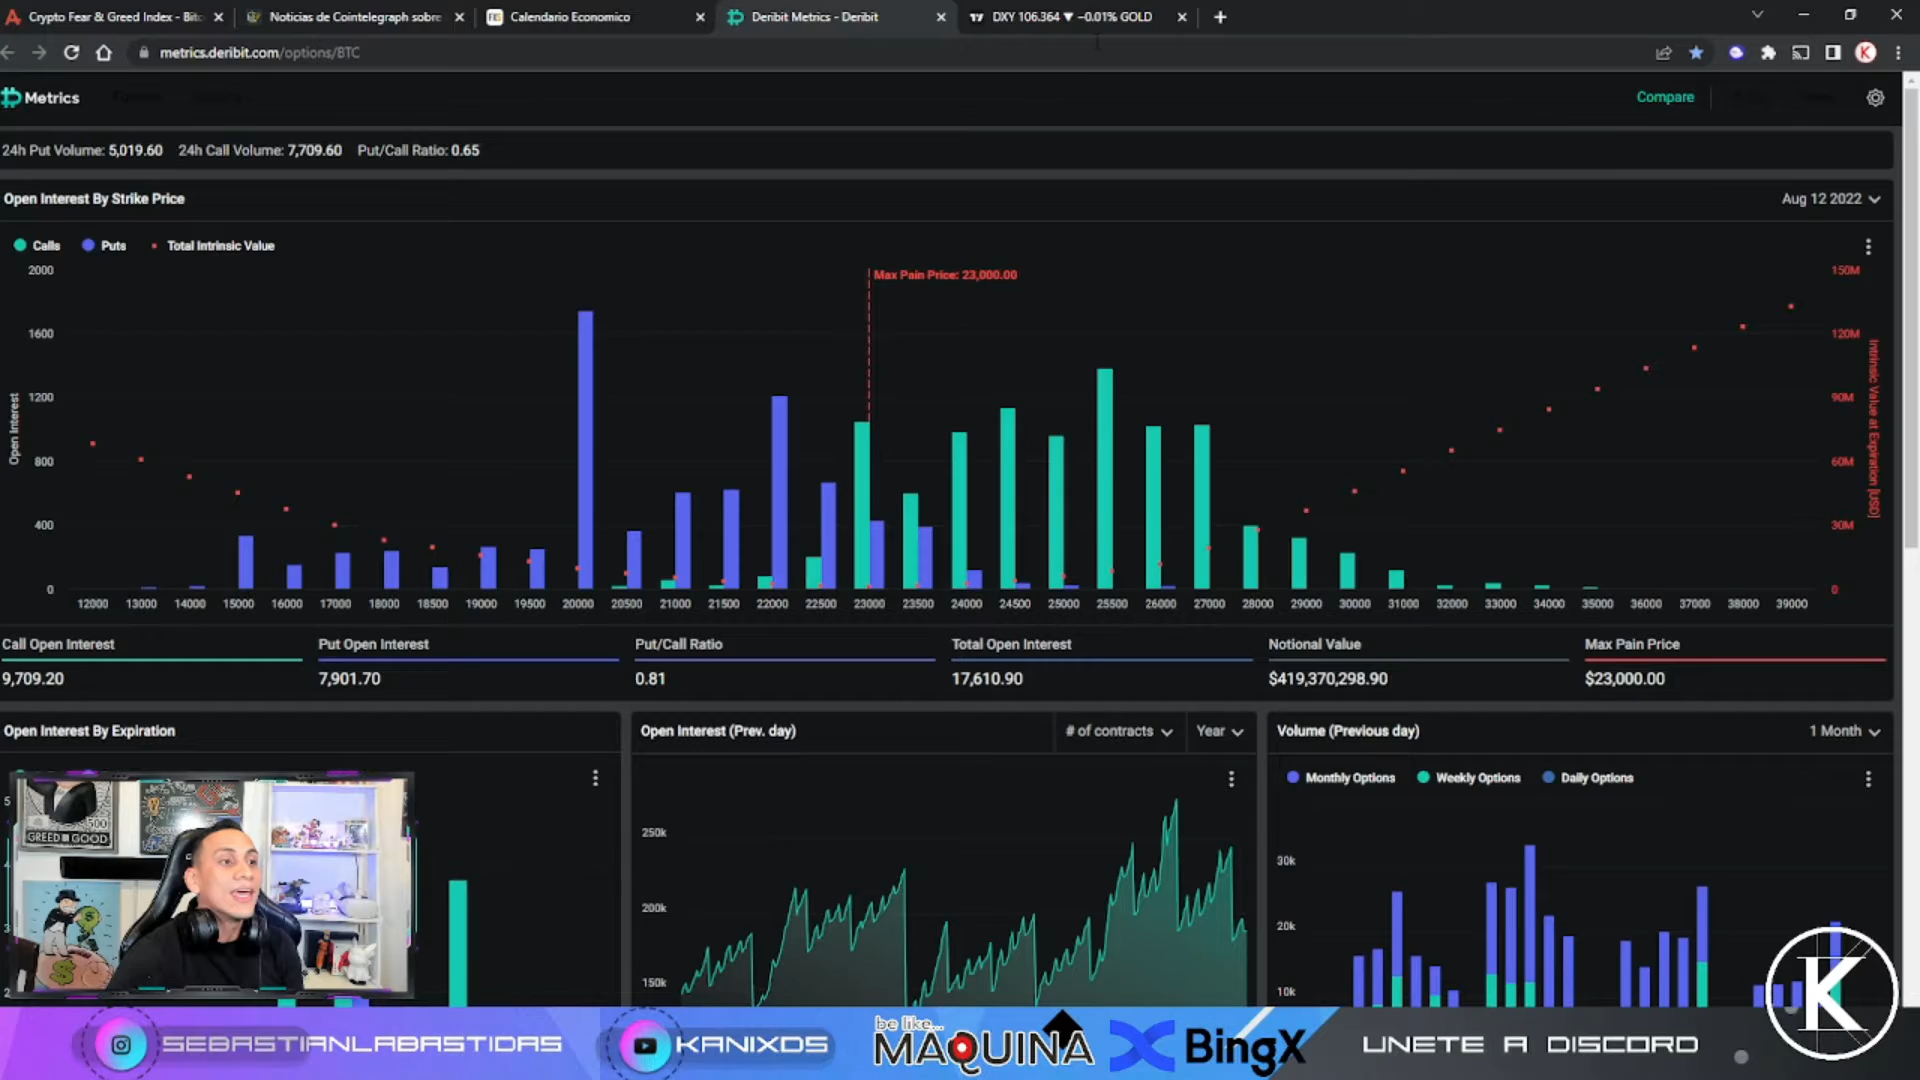 Crypto Fear & Greed Index - Bitc
Noticias de Cointelegraph sobre
Calendario Economico
Deribit Metrics - Deribit
DXY 106.364 ▼ −0.01% GOLD
metrics.deribit.com/options/BTC
K
Metrics
Compare
24h Put Volume: 5,019.60 24h Call Volume: 7,709.60 Put/Call Ratio: 0.65
Open Interest By Strike Price
Aug 12 2022
Calls Puts Total Intrinsic Value
Max Pain Price: 23,000.00
2000
1600
1200
800
400
0
Open Interest
150M
120M
90M
60M
30M
0
Intrinsic Value at Expiration [USD]
12000 13000 14000 15000 16000 17000 18000 18500 19000 19500 20000 20500 21000 21500 22000 22500 23000 23500 24000 24500 25000 25500 26000 27000 28000 29000 30000 31000 32000 33000 34000 35000 36000 37000 38000 39000
Call Open Interest
9,709.20
Put Open Interest
7,901.70
Put/Call Ratio
0.81
Total Open Interest
17,610.90
Notional Value
$419,370,298.90
Max Pain Price
$23,000.00
Open Interest By Expiration
Open Interest (Prev. day)
# of contracts
Year
250k
200k
150k
Volume (Previous day)
1 Month
Monthly Options Weekly Options Daily Options
30k
20k
10k
5
3
2
500
GREED IS GOOD
K
SEBASTIANLABASTIDAS
KANIXDS
be like...
MAQUINA
BingX
UNETE A DISCORD